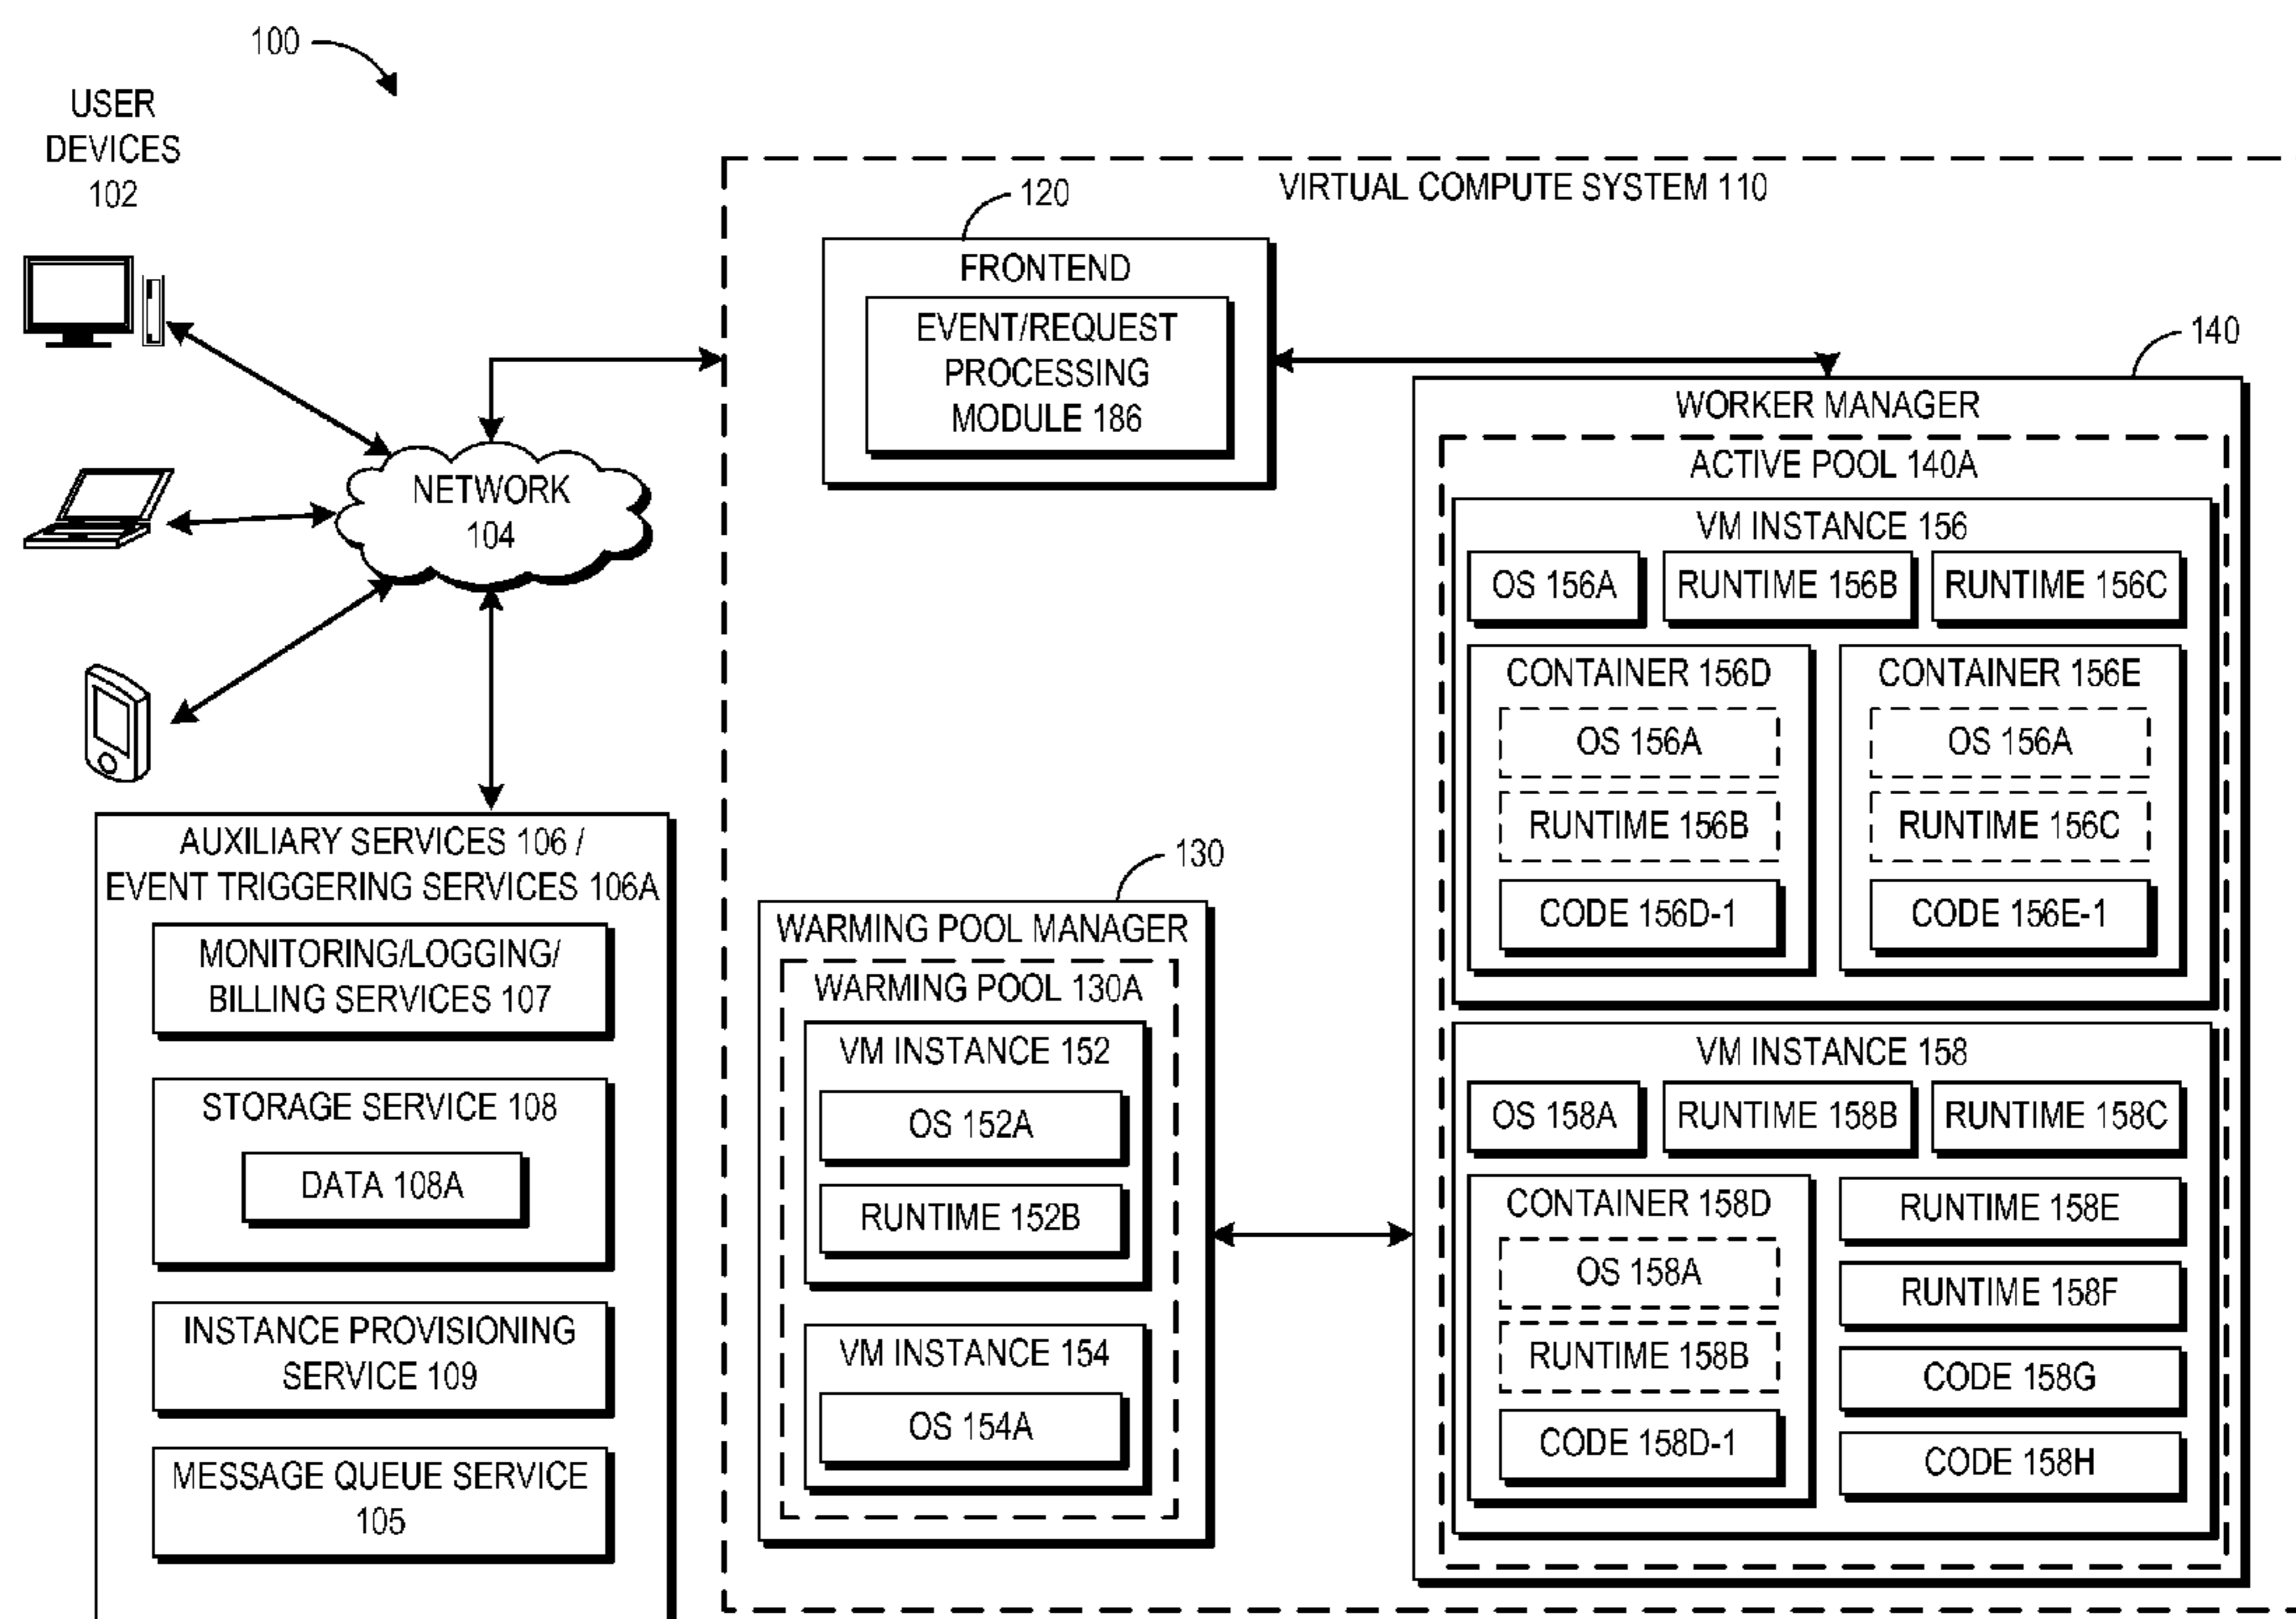 100
USER
DEVICES
102
NETWORK
104
AUXILIARY SERVICES 106 /
EVENT TRIGGERING SERVICES 106A
MONITORING/LOGGING/
BILLING SERVICES 107
STORAGE SERVICE 108
DATA 108A
INSTANCE PROVISIONING
SERVICE 109
MESSAGE QUEUE SERVICE
105
VIRTUAL COMPUTE SYSTEM 110
120
FRONTEND
EVENT/REQUEST
PROCESSING
MODULE 186
130
WARMING POOL MANAGER
WARMING POOL 130A
VM INSTANCE 152
OS 152A
RUNTIME 152B
VM INSTANCE 154
OS 154A
140
WORKER MANAGER
ACTIVE POOL 140A
VM INSTANCE 156
OS 156A
RUNTIME 156B
RUNTIME 156C
CONTAINER 156D
OS 156A
RUNTIME 156B
CODE 156D-1
CONTAINER 156E
OS 156A
RUNTIME 156C
CODE 156E-1
VM INSTANCE 158
OS 158A
RUNTIME 158B
RUNTIME 158C
CONTAINER 158D
OS 158A
RUNTIME 158B
CODE 158D-1
RUNTIME 158E
RUNTIME 158F
CODE 158G
CODE 158H